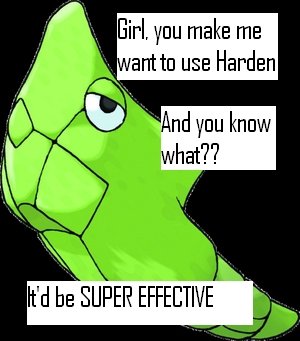 Girl, you make me
want to use Harden
And you know
what??
It'd be SUPER EFFECTIVE